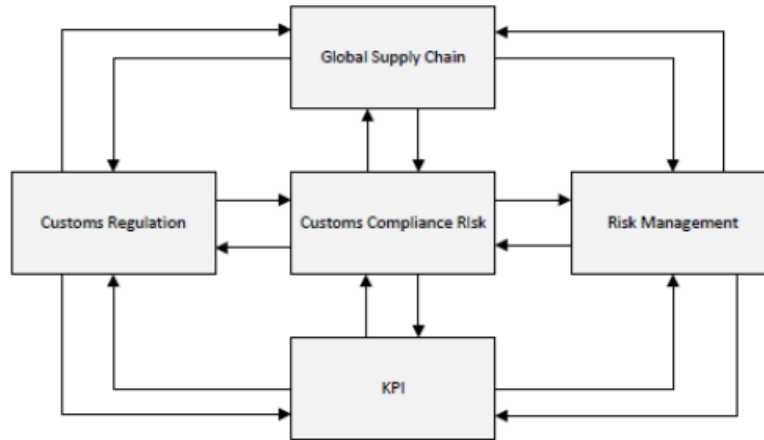 Global Supply Chain
Customs Regulation
Customs Compliance RIsk
Risk Management
KPI